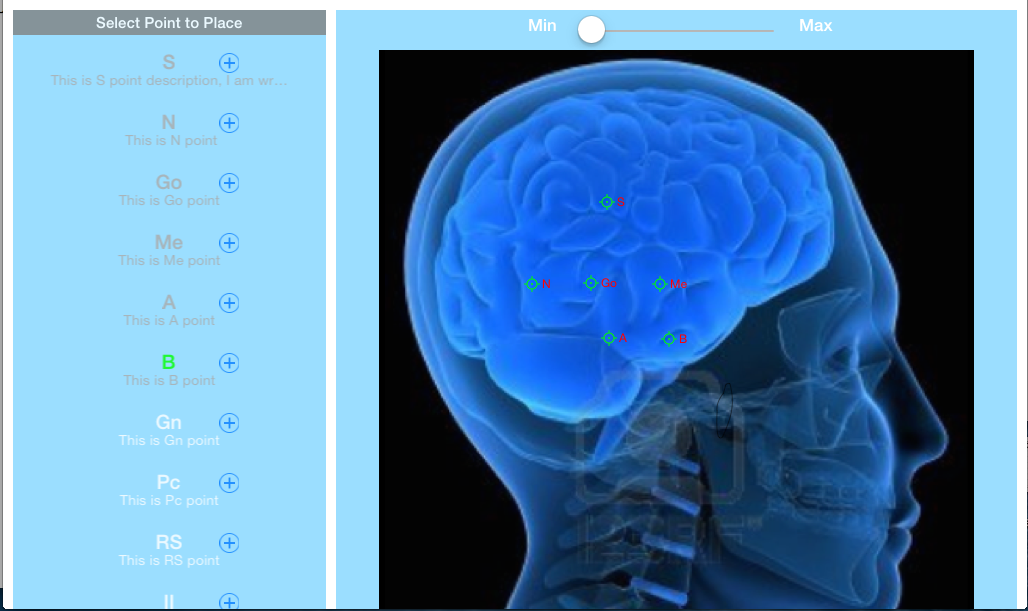 Select Point to Place
S
This is S point description, I am wr...
N
This is N point
Go
This is Go point
Me
This is Me point
A
This is A point
B
This is B point
Gn
This is Gn point
Pc
This is Pc point
RS
This is RS point
Min
Max
S
N
Go
Me
A
B